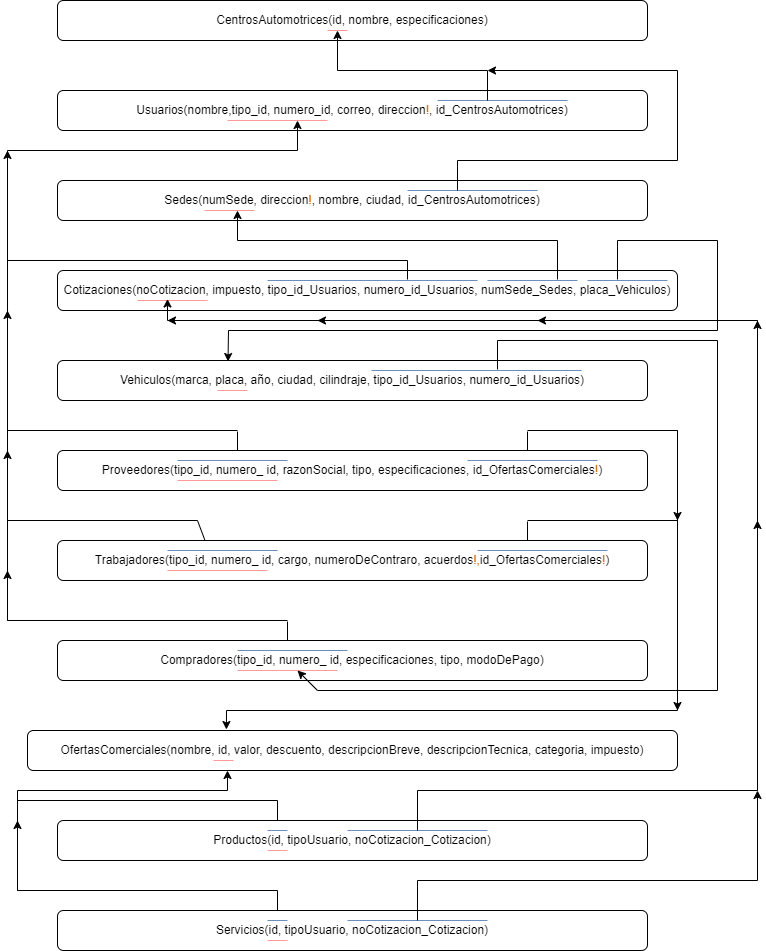 CentrosAutomotrices(id, nombre, especificaciones)
Usuarios(nombre,tipo_id, numero_id, correo, direccion!, id_CentrosAutomotrices)
Sedes(numSede, direccion!, nombre, ciudad, id_CentrosAutomotrices)
Cotizaciones(noCotizacion, impuesto, tipo_id_Usuarios, numero_id_Usuarios, numSede_Sedes, placa_Vehiculos)
Vehiculos(marca, placa, año, ciudad, cilindraje, tipo_id_Usuarios, numero_id_Usuarios)
Proveedores(tipo_id, numero_ id, razonSocial, tipo, especificaciones, id_OfertasComerciales!)
Trabajadores(tipo_id, numero_ id, cargo, numeroDeContraro, acuerdos!,id_OfertasComerciales!)
Compradores(tipo_id, numero_ id, especificaciones, tipo, modoDePago)
OfertasComerciales(nombre, id, valor, descuento, descripcionBreve, descripcionTecnica, categoria, impuesto)
Productos(id, tipoUsuario, noCotizacion_Cotizacion)
Servicios(id, tipoUsuario, noCotizacion_Cotizacion)